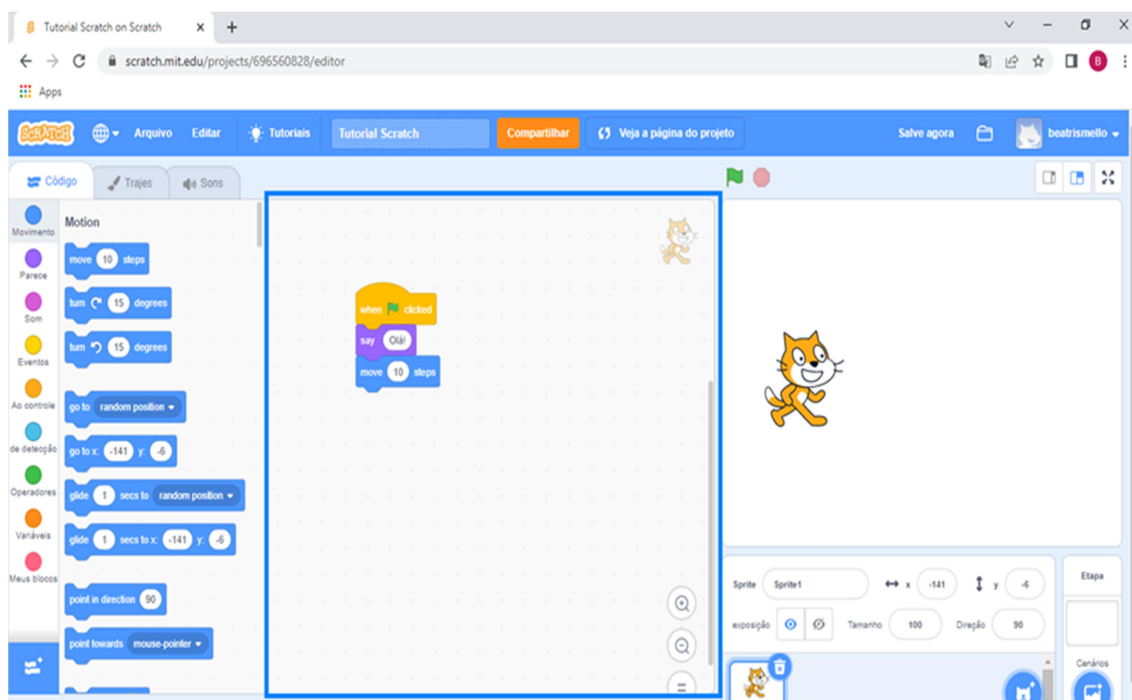 Tutorial Scratch on Scratch
scratch.mit.edu/projects/696560828/editor
B
Apps
SCRATCH Arquivo Editar Tutoriais Tutorial Scratch Compartilhar Veja a página do projeto Salve agora beatrismello
Código Trajes Sons
Movimento
Parece
Som
Eventos
Ao controle
de detecção
Operadores
Variáveis
Meus blocos
Motion
move 10 steps
turn 15 degrees
turn 15 degrees
go to random position
go to x: -141 y: -6
glide 1 secs to random position
glide 1 secs to x: -141 y: -6
point in direction 90
point towards mouse-pointer
when clicked
say Olá!
move 10 steps
Sprite Sprite1 x -141 y -6
exposição Tamanho 100 Direção 90
Etapa
Cenários